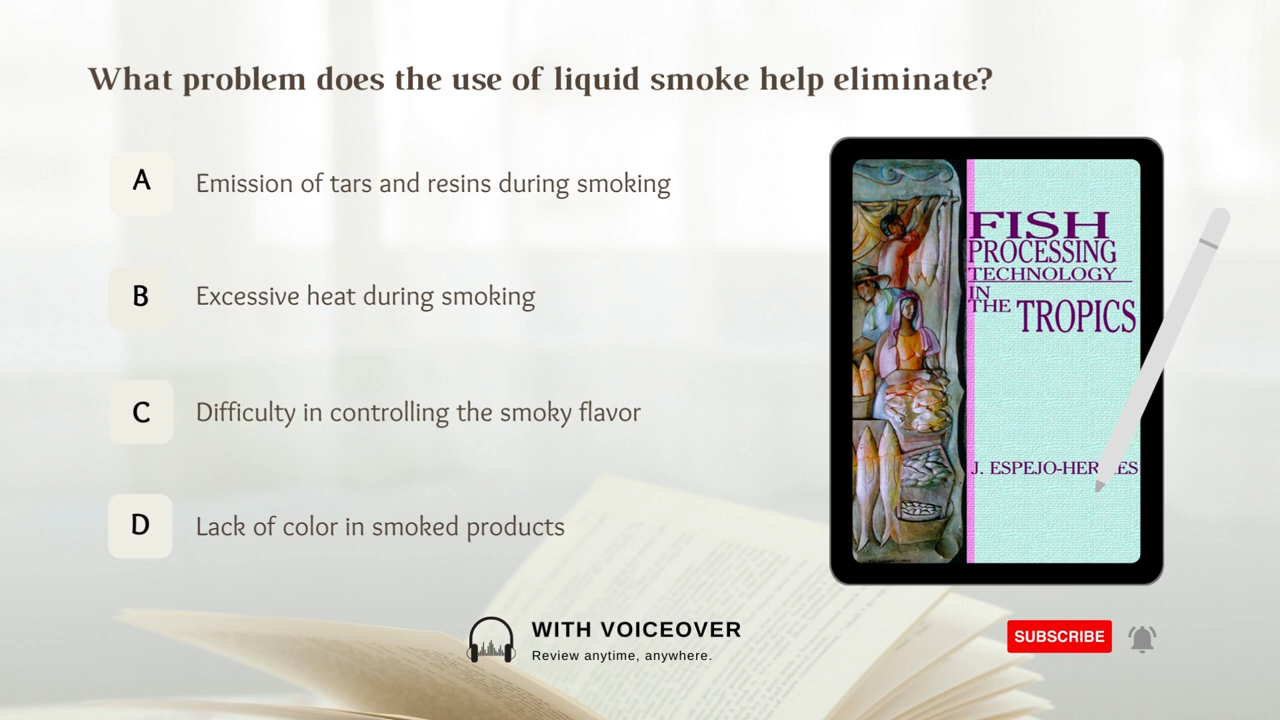 What problem does the use of liquid smoke help eliminate?
A
Emission of tars and resins during smoking
B
Excessive heat during smoking
C
Difficulty in controlling the smoky flavor
D
Lack of color in smoked products
FISH
PROCESSING
TECHNOLOGY
IN
THE TROPICS
J. ESPEJO-HERMES
WITH VOICEOVER
Review anytime, anywhere.
SUBSCRIBE